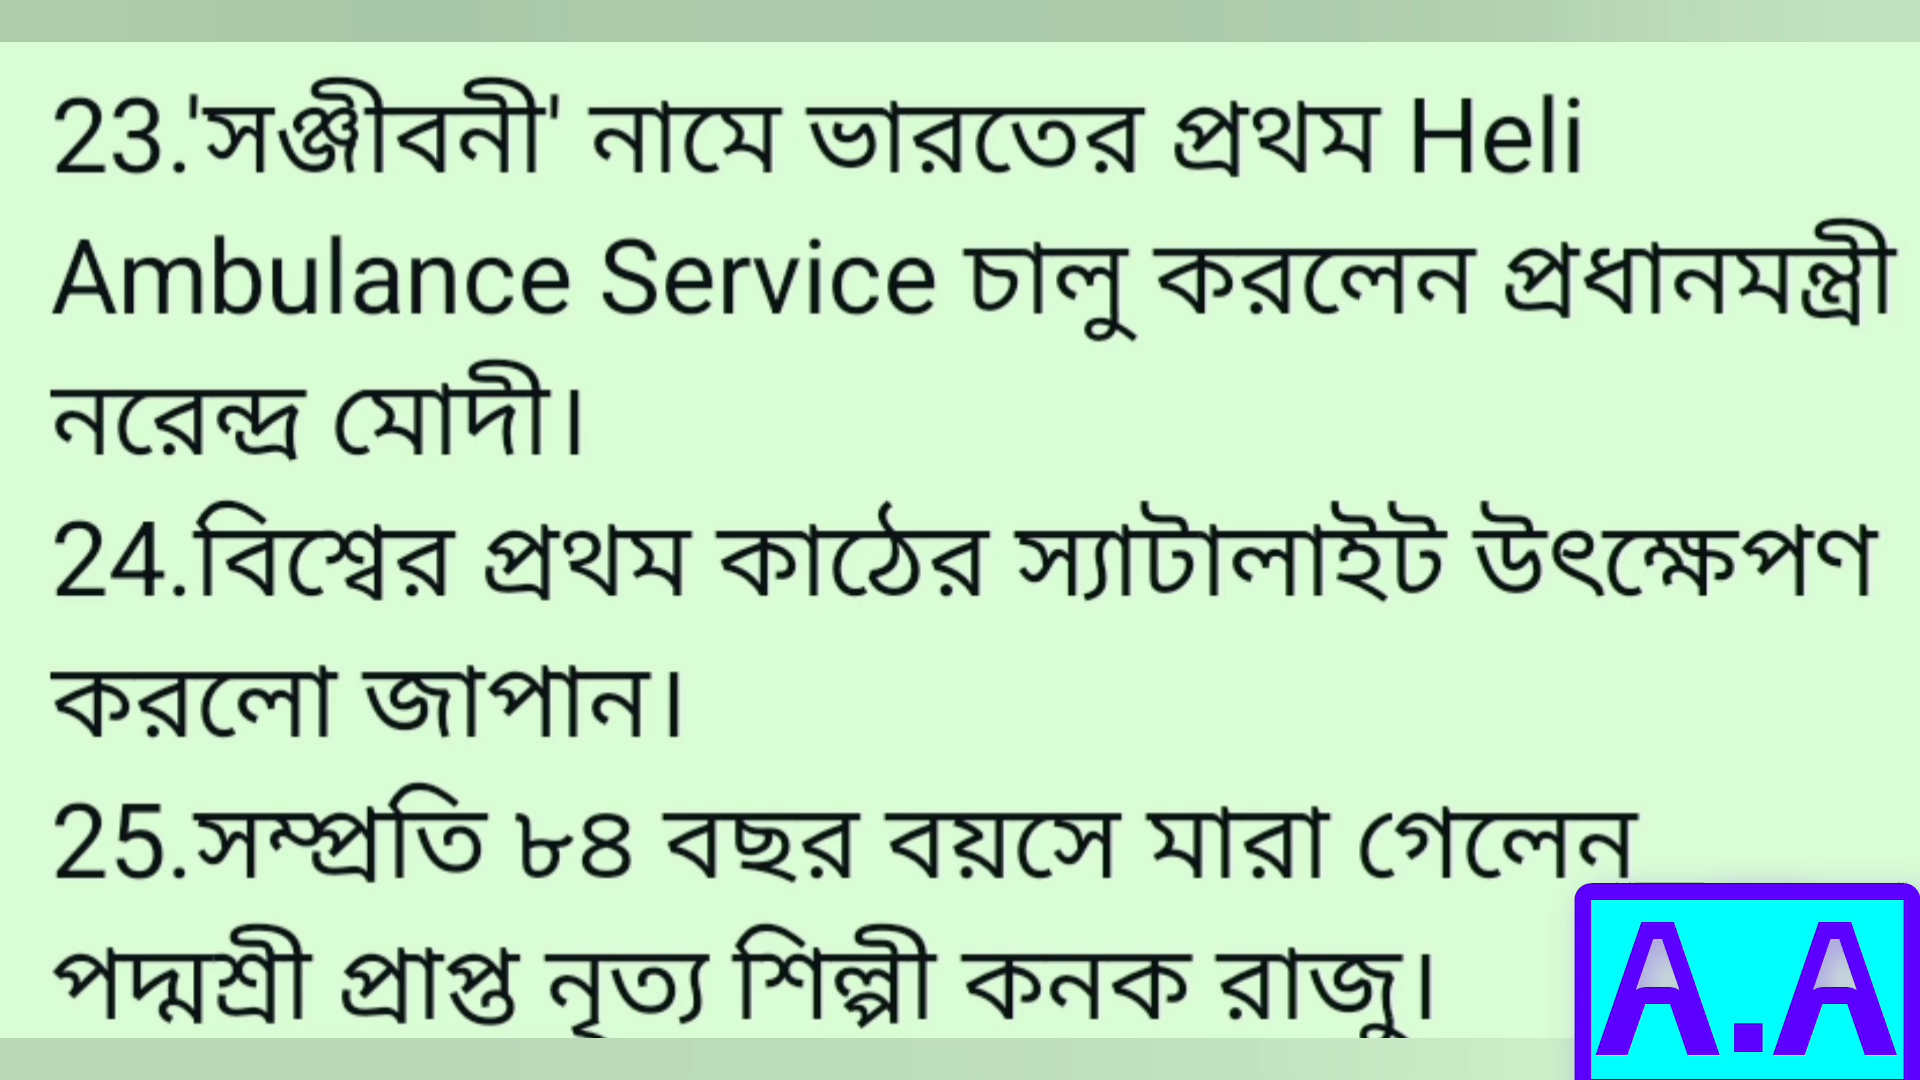 23.'সঞ্জীবনী' নামে ভারতের প্রথম Heli
Ambulance Service চালু করলেন প্রধানমন্ত্রী
নরেন্দ্র মোদী।
24.বিশ্বের প্রথম কাঠের স্যাটালাইট উৎক্ষেপণ
করলো জাপান।
25.সম্প্রতি ৮৪ বছর বয়সে মারা গেলেন
পদ্মশ্রী প্রাপ্ত নৃত্য শিল্পী কনক রাজু।
A.A